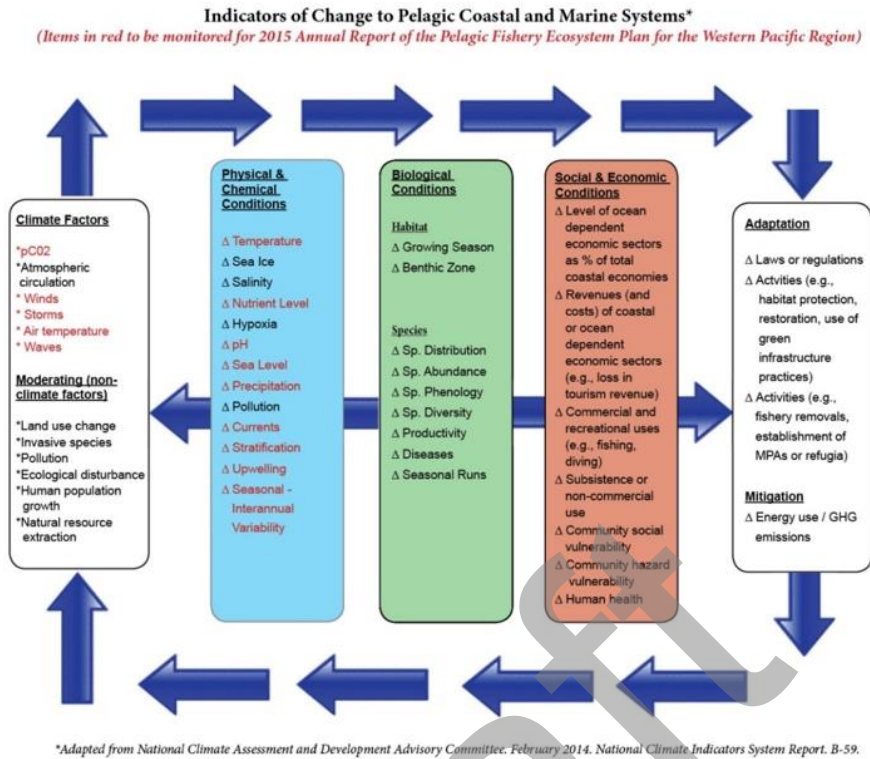 Indicators of Change to Pelagic Coastal and Marine Systems*
(Items in red to be monitored for 2015 Annual Report of the Pelagic Fishery Ecosystem Plan for the Western Pacific Region)
Climate Factors
*pC02
*Atmospheric
circulation
* Winds
* Storms
* Air temperature
* Waves
Moderating (non-
climate factors)
*Land use change
*Invasive species
*Pollution
*Ecological disturbance
*Human population
growth
*Natural resource
extraction
Physical &
Chemical
Conditions
Δ Temperature
Δ Sea Ice
Δ Salinity
Δ Nutrient Level
Δ Hypoxia
Δ pH
Δ Sea Level
Δ Precipitation
Δ Pollution
Δ Currents
Δ Stratification
Δ Upwelling
Δ Seasonal -
Interannual
Variability
Biological
Conditions
Habitat
Δ Growing Season
Δ Benthic Zone
Species
Δ Sp. Distribution
Δ Sp. Abundance
Δ Sp. Phenology
Δ Sp. Diversity
Δ Productivity
Δ Diseases
Δ Seasonal Runs
Social & Economic
Conditions
Δ Level of ocean
dependent
economic sectors
as % of total
coastal economies
Δ Revenues (and
costs) of coastal
or ocean
dependent
economic sectors
(e.g., loss in
tourism revenue)
Δ Commercial and
recreational uses
(e.g., fishing,
diving)
Δ Subsistence or
non-commercial
use
Δ Community social
vulnerability
Δ Community hazard
vulnerability
Δ Human health
Adaptation
Δ Laws or regulations
Δ Actvities (e.g.,
habitat protection,
restoration, use of
green
infrastructure
practices)
Δ Activities (e.g.,
fishery removals,
establishment of
MPAs or refugia)
Mitigation
Δ Energy use / GHG
emissions
*Adapted from National Climate Assessment and Development Advisory Committee. February 2014. National Climate Indicators System Report. B-59.